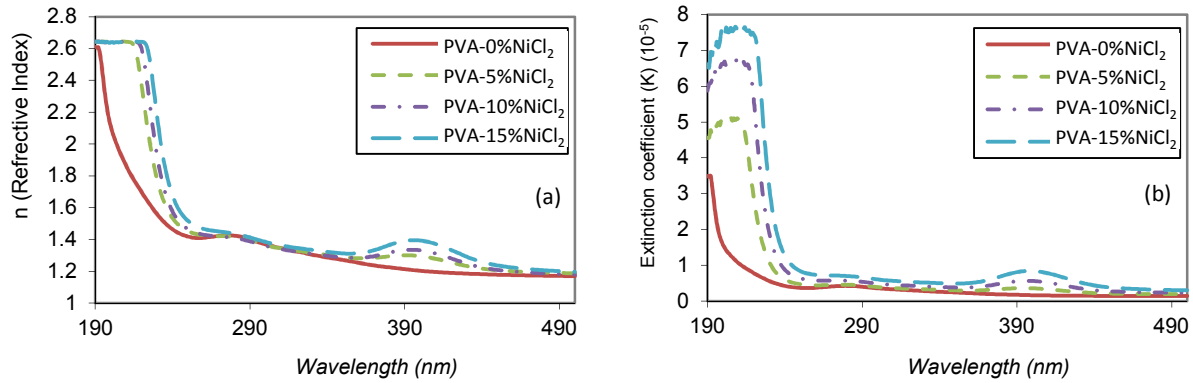 n (Refrective Index)
2.8
2.6
2.4
2.2
2
1.8
1.6
1.4
1.2
1
190
290
390
490
Wavelength (nm)
PVA-0%NiCl₂
PVA-5%NiCl₂
PVA-10%NiCl₂
PVA-15%NiCl₂
(a)
Extinction coefficient (K) (10⁻⁵)
8
7
6
5
4
3
2
1
0
190
290
390
490
Wavelength (nm)
PVA-0%NiCl₂
PVA-5%NiCl₂
PVA-10%NiCl₂
PVA-15%NiCl₂
(b)